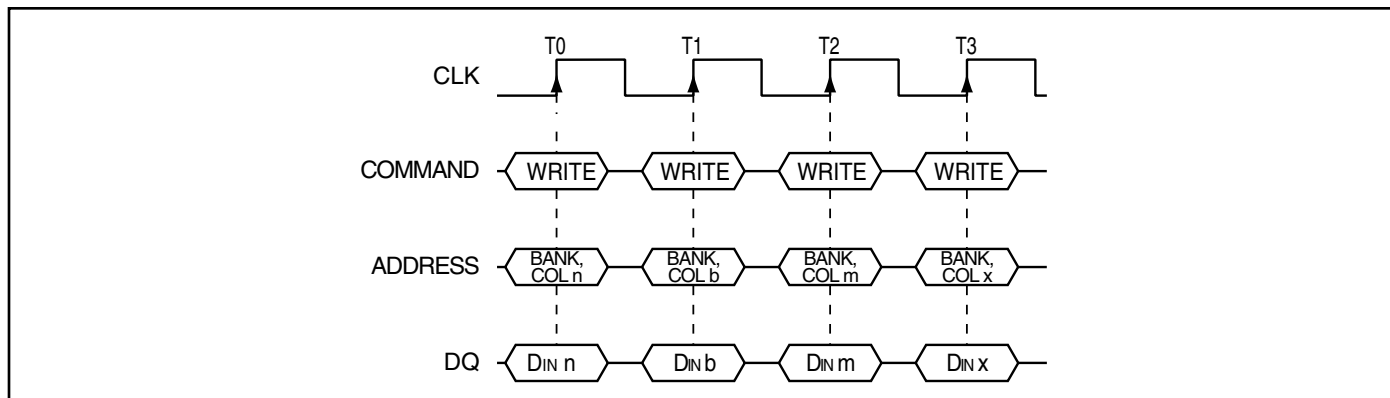 T0 T1 T2 T3
CLK
COMMAND WRITE WRITE WRITE WRITE
ADDRESS BANK, COL n BANK, COL b BANK, COL m BANK, COL x
DQ DIN n DIN b DIN m DIN x